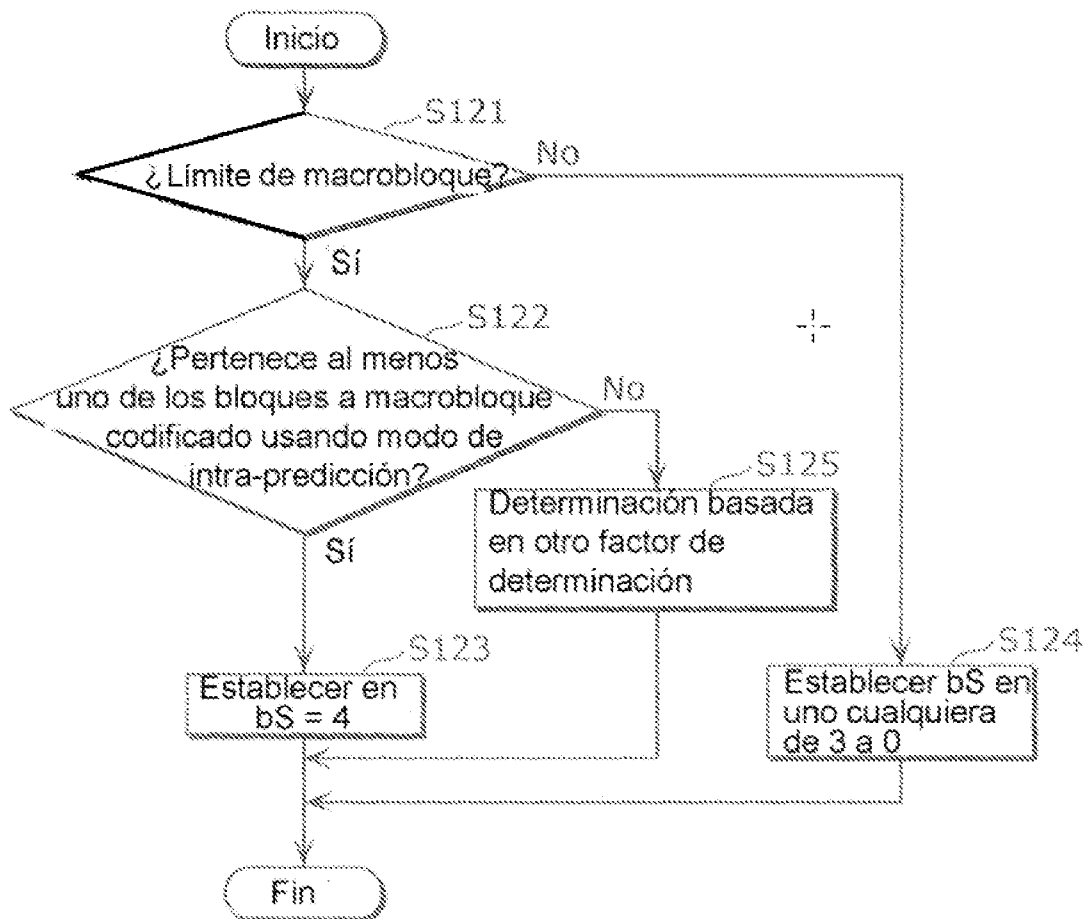 Inicio
S121
¿Límite de macrobloque?
No
Sí
S122
¿Pertenece al menos
uno de los bloques a macrobloque
codificado usando modo de
intra-predicción?
No
Sí
S125
Determinación basada
en otro factor de
determinación
S123
Establecer en
bS = 4
S124
Establecer bS en
uno cualquiera
de 3 a 0
Fin